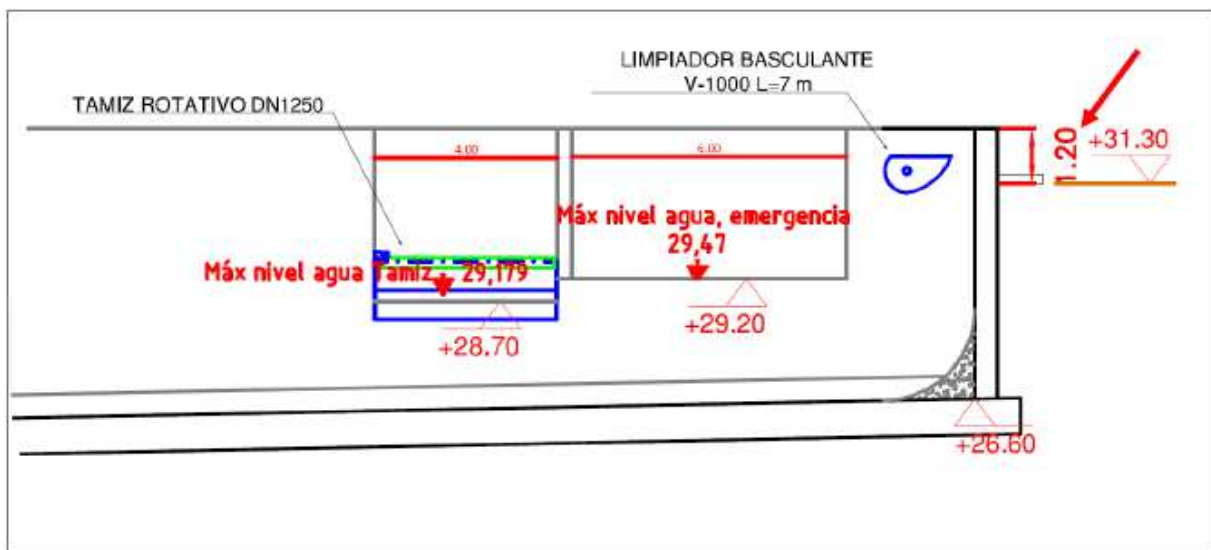 LIMPIADOR BASCULANTE
V-1000 L=7 m
TAMIZ ROTATIVO DN1250
1.20
+31.30
4.00
6.00
Máx nivel agua, emergencia
29,47
Máx nivel agua Tamiz 29,179
+29.20
+28.70
+26.60